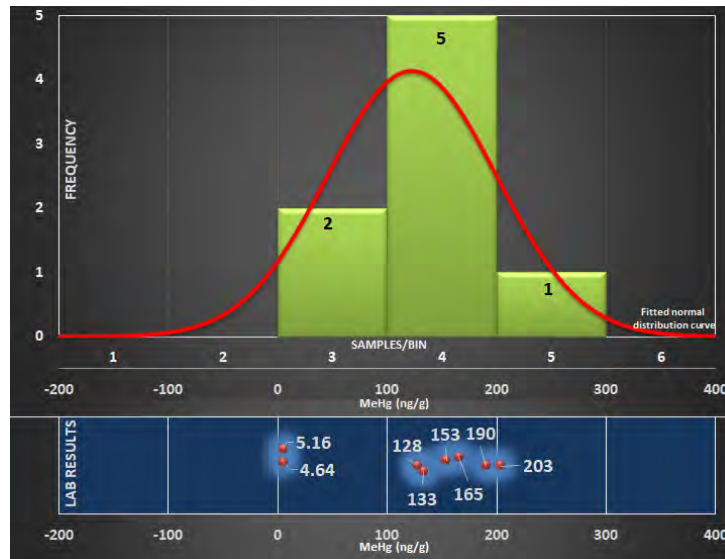 5
4
3
2
1
0
FREQUENCY
2
5
1
Fitted normal
distribution curve
SAMPLES/BIN
1 2 3 4 5 6
-200 -100 0 100 200 300 400
MeHg (ng/g)
LAB RESULTS
5.16
4.64
128
133
153
165
190
203
-200 -100 0 100 200 300 400
MeHg (ng/g)